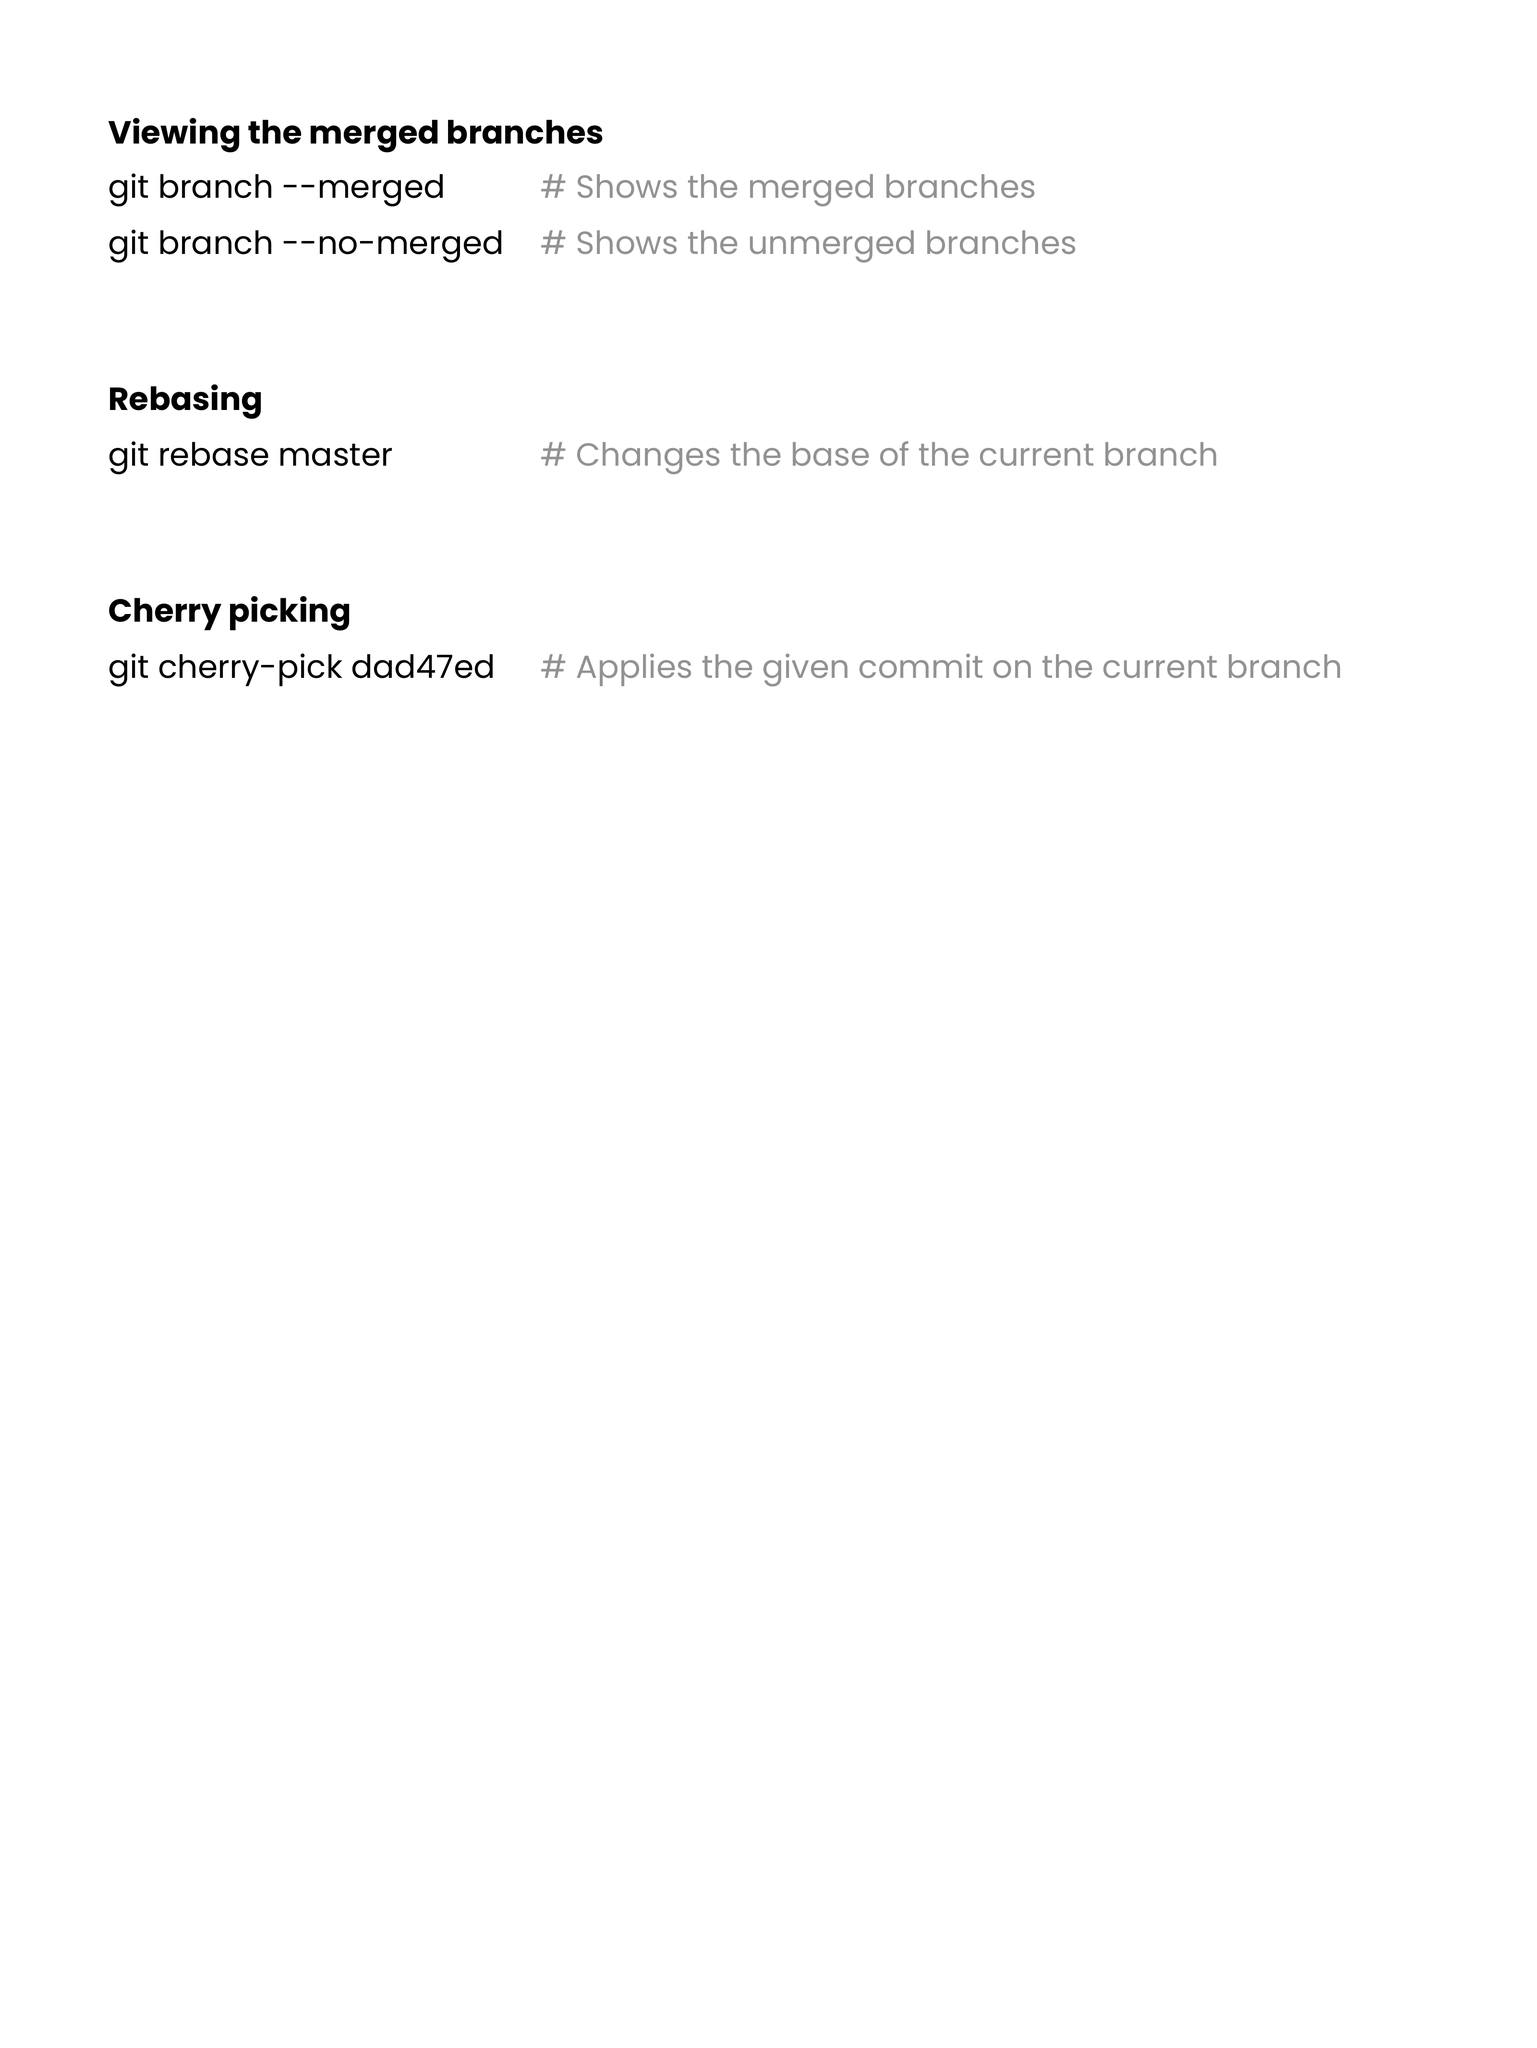 Viewing the merged branches
git branch --merged # Shows the merged branches
git branch --no-merged # Shows the unmerged branches
Rebasing
git rebase master # Changes the base of the current branch
Cherry picking
git cherry-pick dad47ed # Applies the given commit on the current branch